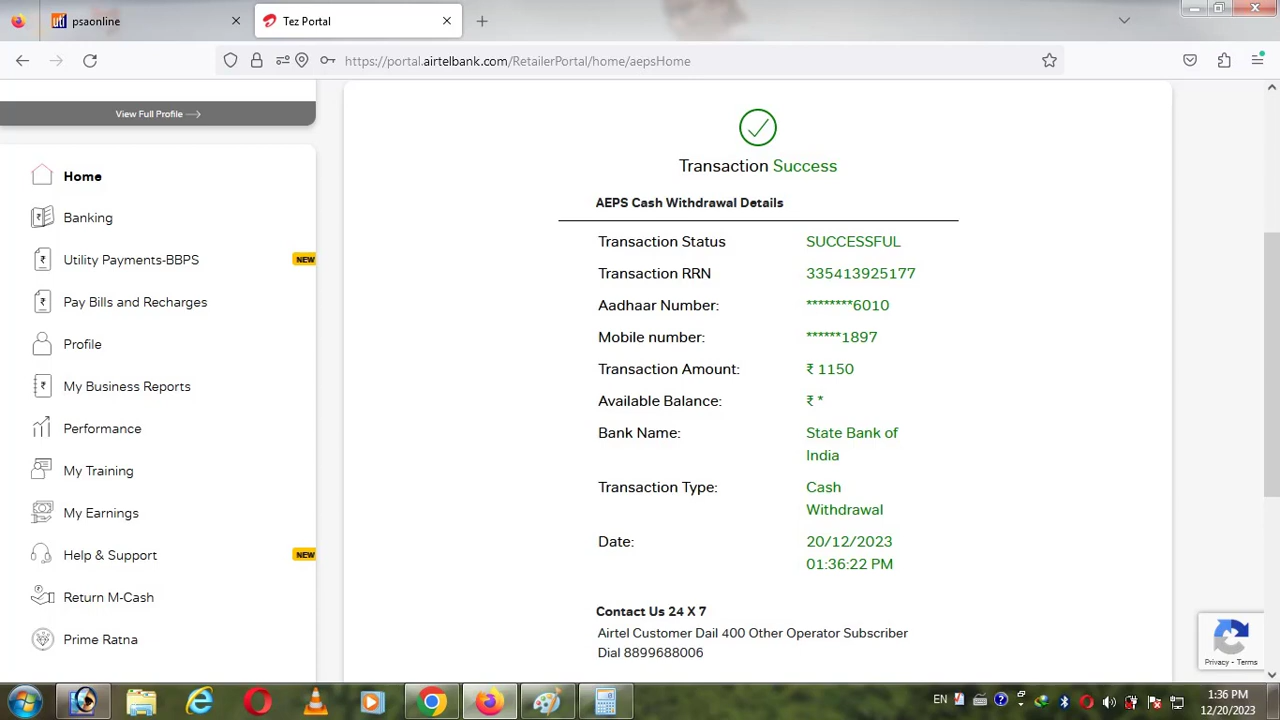 psaonline
Tez Portal
https://portal.airtelbank.com/RetailerPortal/home/aepsHome
View Full Profile
Home
Banking
Utility Payments-BBPS NEW
Pay Bills and Recharges
Profile
My Business Reports
Performance
My Training
My Earnings
Help & Support NEW
Return M-Cash
Prime Ratna
Transaction Success
AEPS Cash Withdrawal Details
Transaction Status SUCCESSFUL
Transaction RRN 335413925177
Aadhaar Number: ********6010
Mobile number: ******1897
Transaction Amount: ₹ 1150
Available Balance: ₹ *
Bank Name: State Bank of
India
Transaction Type: Cash
Withdrawal
Date: 20/12/2023
01:36:22 PM
Contact Us 24 X 7
Airtel Customer Dail 400 Other Operator Subscriber
Dial 8899688006
Privacy - Terms
EN
1:36 PM
12/20/2023